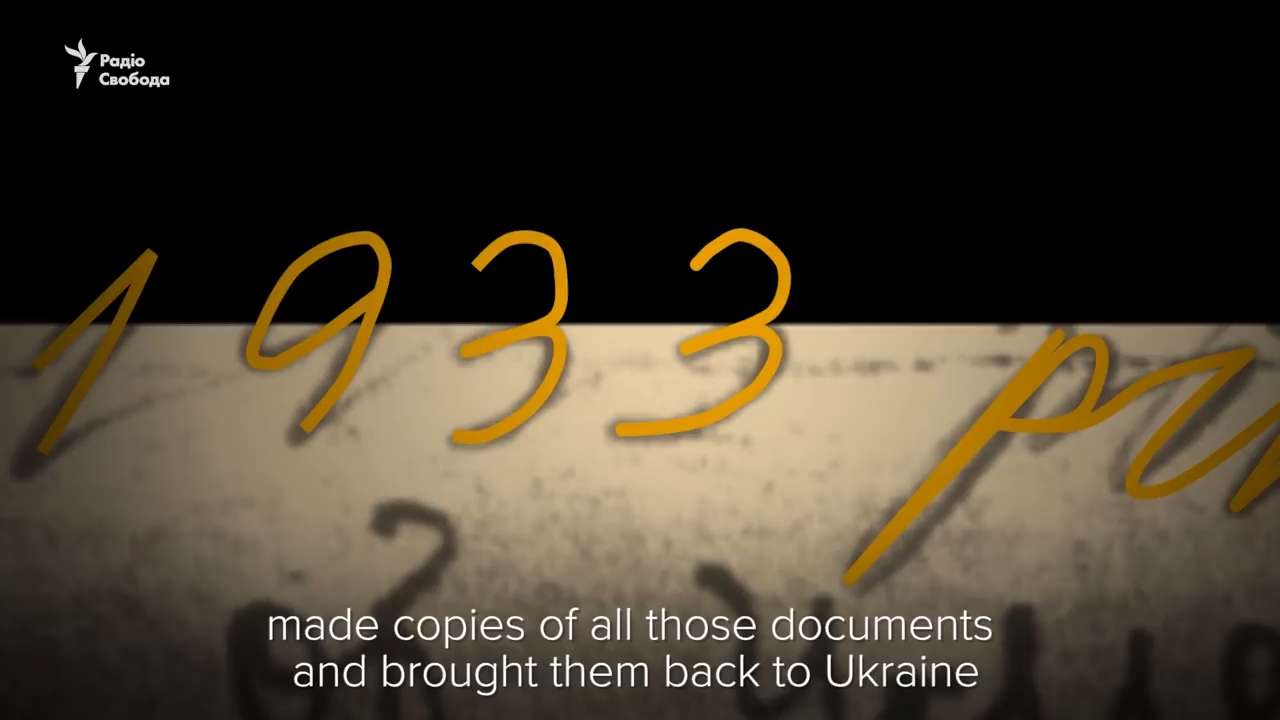 Радіо
Свобода
1933
made copies of all those documents
and brought them back to Ukraine